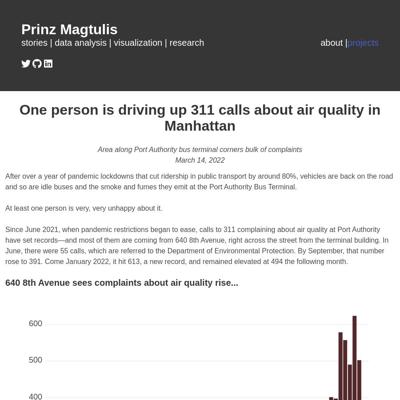 Prinz Magtulis
stories | data analysis | visualization | research
about |projects
One person is driving up 311 calls about air quality in
Manhattan
Area along Port Authority bus terminal corners bulk of complaints
March 14, 2022
After over a year of pandemic lockdowns that cut ridership in public transport by around 80%, vehicles are back on the road
and so are idle buses and the smoke and fumes they emit at the Port Authority Bus Terminal.
At least one person is very, very unhappy about it.
Since June 2021, when pandemic restrictions began to ease, calls to 311 complaining about air quality at Port Authority
have set records—and most of them are coming from 640 8th Avenue, right across the street from the terminal building. In
June, there were 55 calls, which are referred to the Department of Environmental Protection. By September, that number
rose to 391. Come January 2022, it hit 613, a new record, and remained elevated at 494 the following month.
640 8th Avenue sees complaints about air quality rise...
600
500
400